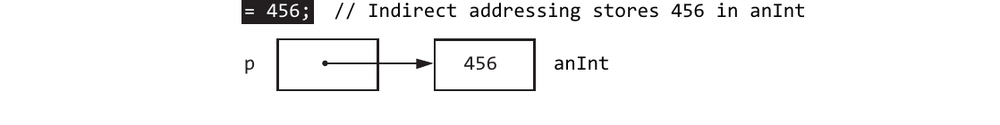 = 456; // Indirect addressing stores 456 in anInt
p 456 anInt